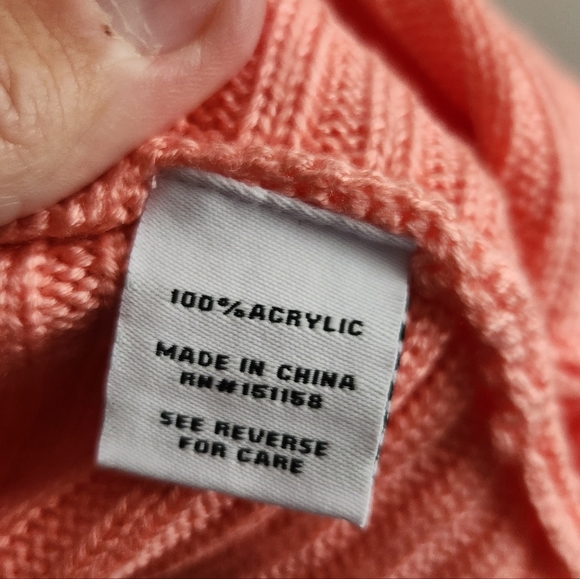 100%ACRYLIC
MADE IN CHINA
RN#151158
SEE REVERSE
FOR CARE